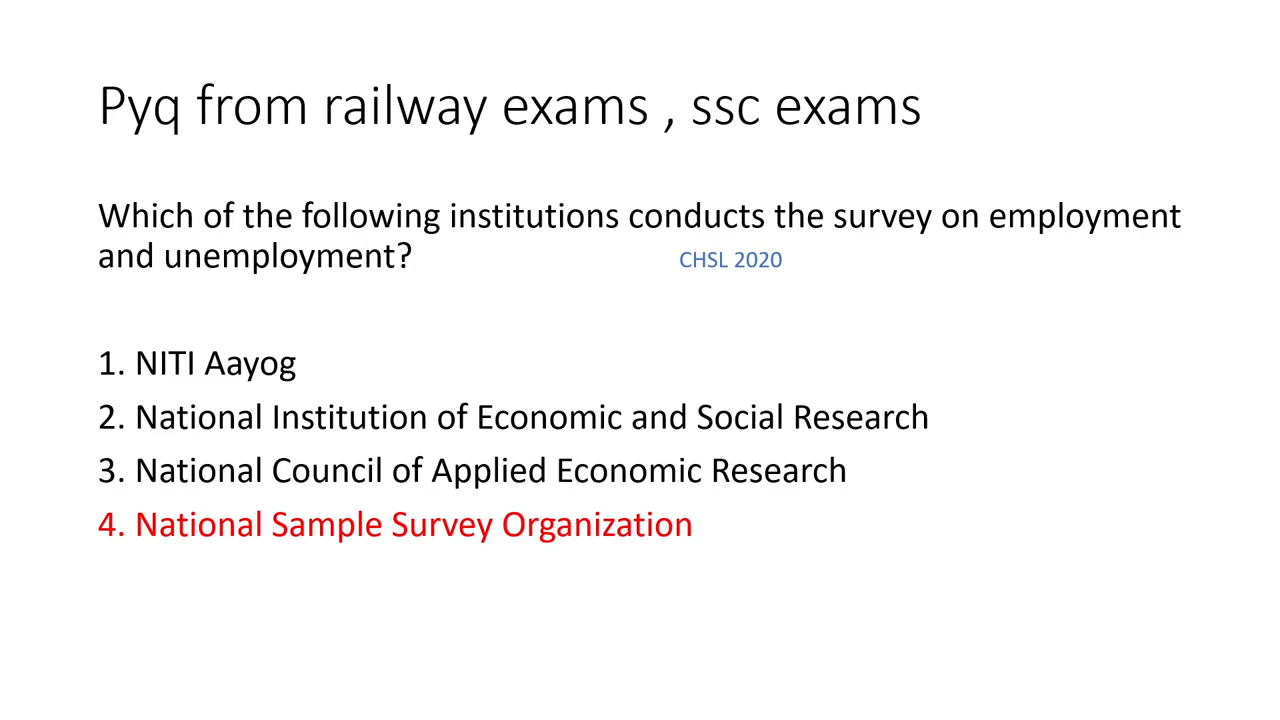 Pyq from railway exams , ssc exams
Which of the following institutions conducts the survey on employment
and unemployment? CHSL 2020
1. NITI Aayog
2. National Institution of Economic and Social Research
3. National Council of Applied Economic Research
4. National Sample Survey Organization